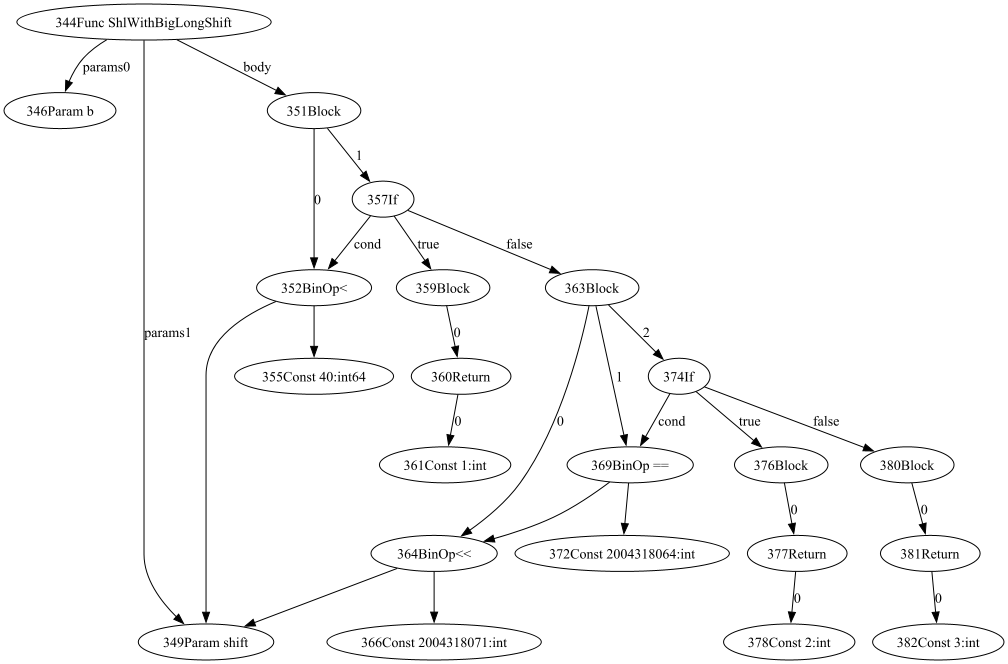 344Func ShlWithBigLongShift
params0
body
346Param b
351Block
1
0
357If
cond
true
false
352BinOp<
359Block
363Block
params1
0
2
355Const 40:int64
360Return
1
374If
0
0
cond
true
false
361Const 1:int
369BinOp ==
376Block
380Block
0
0
364BinOp<<
372Const 2004318064:int
377Return
381Return
0
0
349Param shift
366Const 2004318071:int
378Const 2:int
382Const 3:int